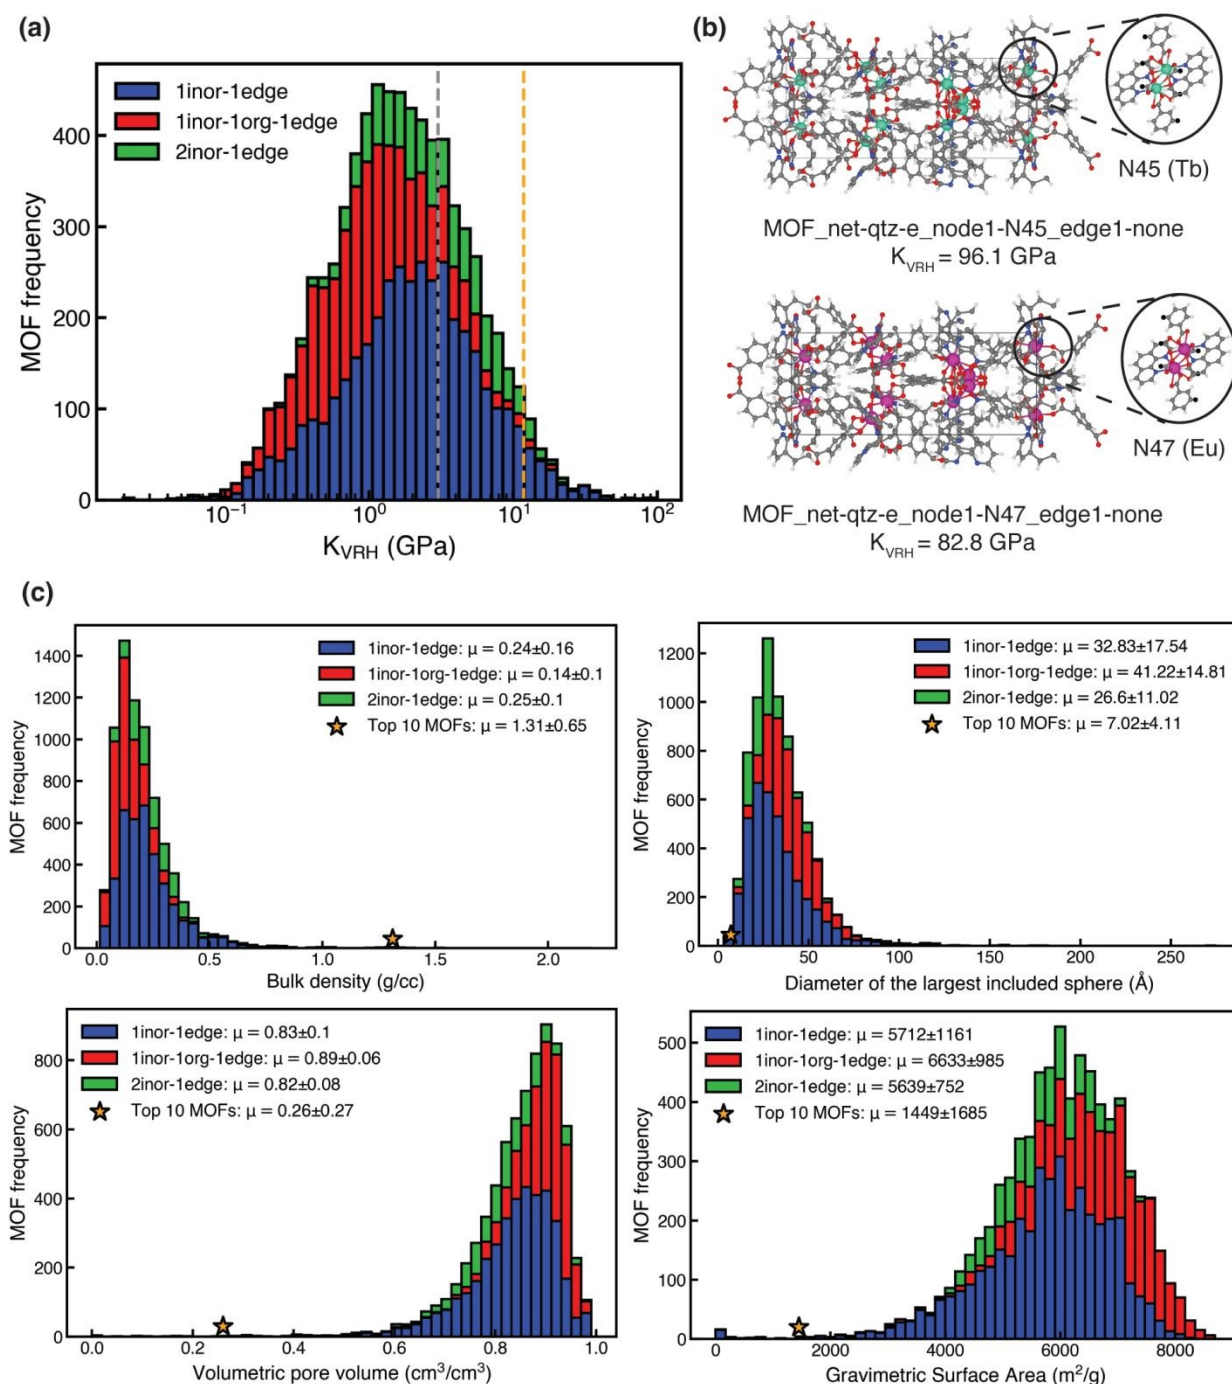 (a)
1inor-1edge
1inor-1org-1edge
2inor-1edge
MOF frequency
400
300
200
100
0
10⁻¹
10⁰
10¹
10²
K_VRH (GPa)
(b)
N45 (Tb)
MOF_net-qtz-e_node1-N45_edge1-none
K_VRH = 96.1 GPa
N47 (Eu)
MOF_net-qtz-e_node1-N47_edge1-none
K_VRH = 82.8 GPa
(c)
1inor-1edge: μ = 0.24±0.16
1inor-1org-1edge: μ = 0.14±0.1
2inor-1edge: μ = 0.25±0.1
Top 10 MOFs: μ = 1.31±0.65
MOF frequency
1400
1200
1000
800
600
400
200
0
0.0 0.5 1.0 1.5 2.0
Bulk density (g/cc)
1inor-1edge: μ = 32.83±17.54
1inor-1org-1edge: μ = 41.22±14.81
2inor-1edge: μ = 26.6±11.02
Top 10 MOFs: μ = 7.02±4.11
MOF frequency
1200
1000
800
600
400
200
0
0 50 100 150 200 250
Diameter of the largest included sphere (Å)
1inor-1edge: μ = 0.83±0.1
1inor-1org-1edge: μ = 0.89±0.06
2inor-1edge: μ = 0.82±0.08
Top 10 MOFs: μ = 0.26±0.27
MOF frequency
800
600
400
200
0
0.0 0.2 0.4 0.6 0.8 1.0
Volumetric pore volume (cm³/cm³)
1inor-1edge: μ = 5712±1161
1inor-1org-1edge: μ = 6633±985
2inor-1edge: μ = 5639±752
Top 10 MOFs: μ = 1449±1685
MOF frequency
500
400
300
200
100
0
0 2000 4000 6000 8000
Gravimetric Surface Area (m²/g)